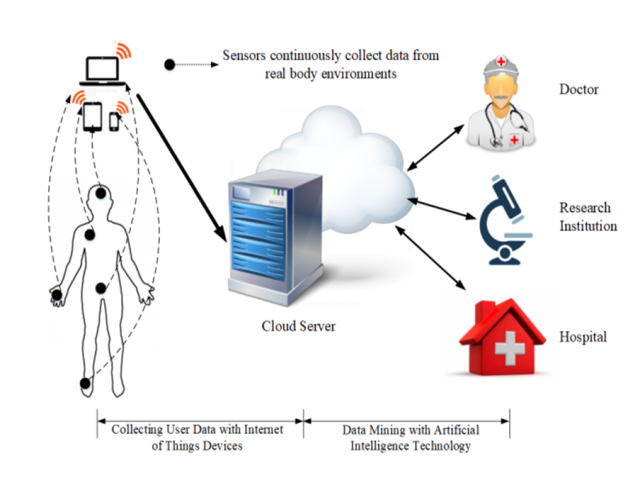 Sensors continuously collect data from
real body environments
Doctor
Research
Institution
Cloud Server
Hospital
Collecting User Data with Internet
of Things Devices
Data Mining with Artificial
Intelligence Technology